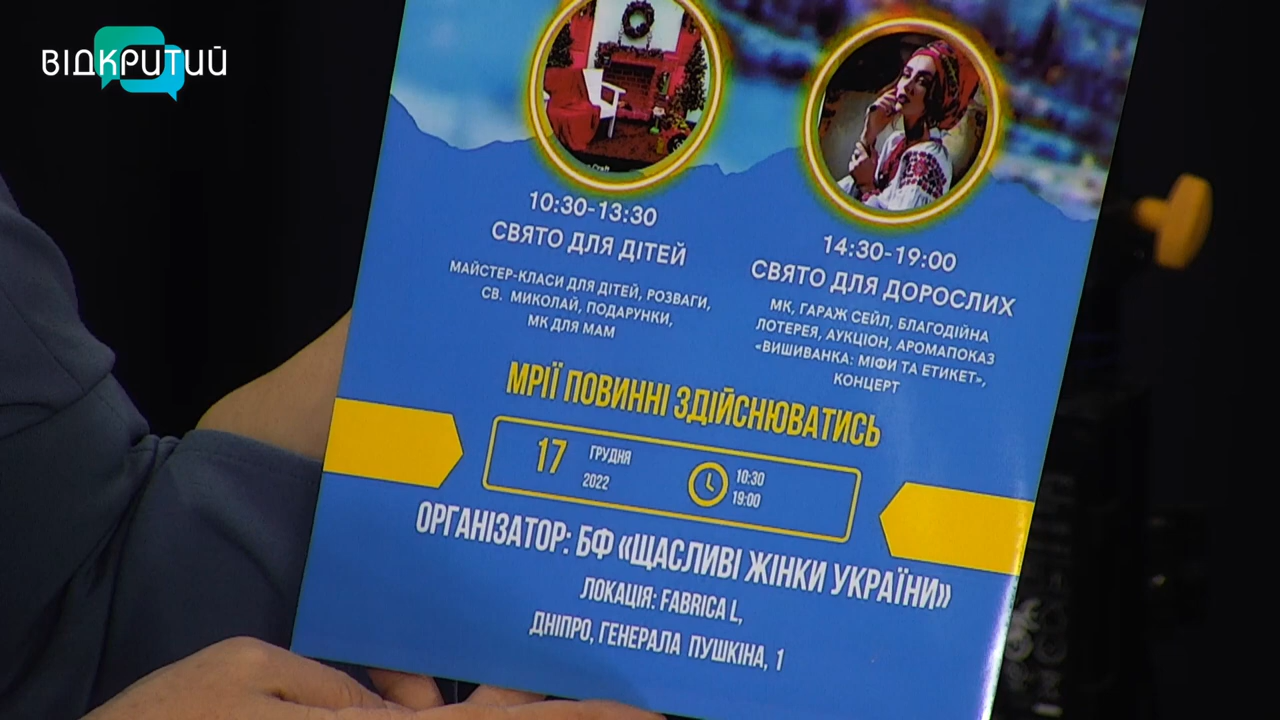 ВІДКРИТИЙ
10:30-13:30
СВЯТО ДЛЯ ДІТЕЙ
МАЙСТЕР-КЛАСИ ДЛЯ ДІТЕЙ, РОЗВАГИ,
СВ. МИКОЛАЙ, ПОДАРУНКИ,
МК ДЛЯ МАМ
14:30-19:00
СВЯТО ДЛЯ ДОРОСЛИХ
МК, ГАРАЖ СЕЙЛ, БЛАГОДІЙНА
ЛОТЕРЕЯ, АУКЦІОН, АРОМАПОКАЗ
«ВИШИВАНКА: МІФИ ТА ЕТИКЕТ»,
КОНЦЕРТ
МРІЇ ПОВИННІ ЗДІЙСНЮВАТИСЬ
17 ГРУДНЯ
2022
10:30
19:00
ОРГАНІЗАТОР: БФ «ЩАСЛИВІ ЖІНКИ УКРАЇНИ»
ЛОКАЦІЯ: FABRICA L,
ДНІПРО, ГЕНЕРАЛА ПУШКІНА, 1